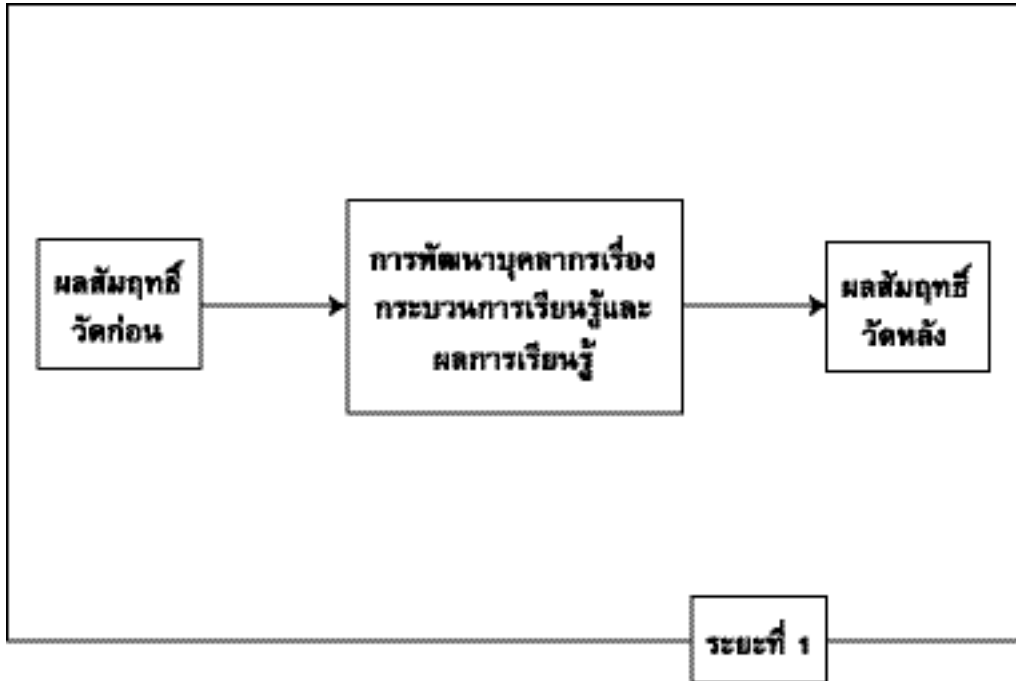 ผลสัมฤทธิ์
วัดก่อน
การพัฒนาบุคลากรเรื่อง
กระบวนการเรียนรู้และ
ผลการเรียนรู้
ผลสัมฤทธิ์
วัดหลัง
ระยะที่ 1